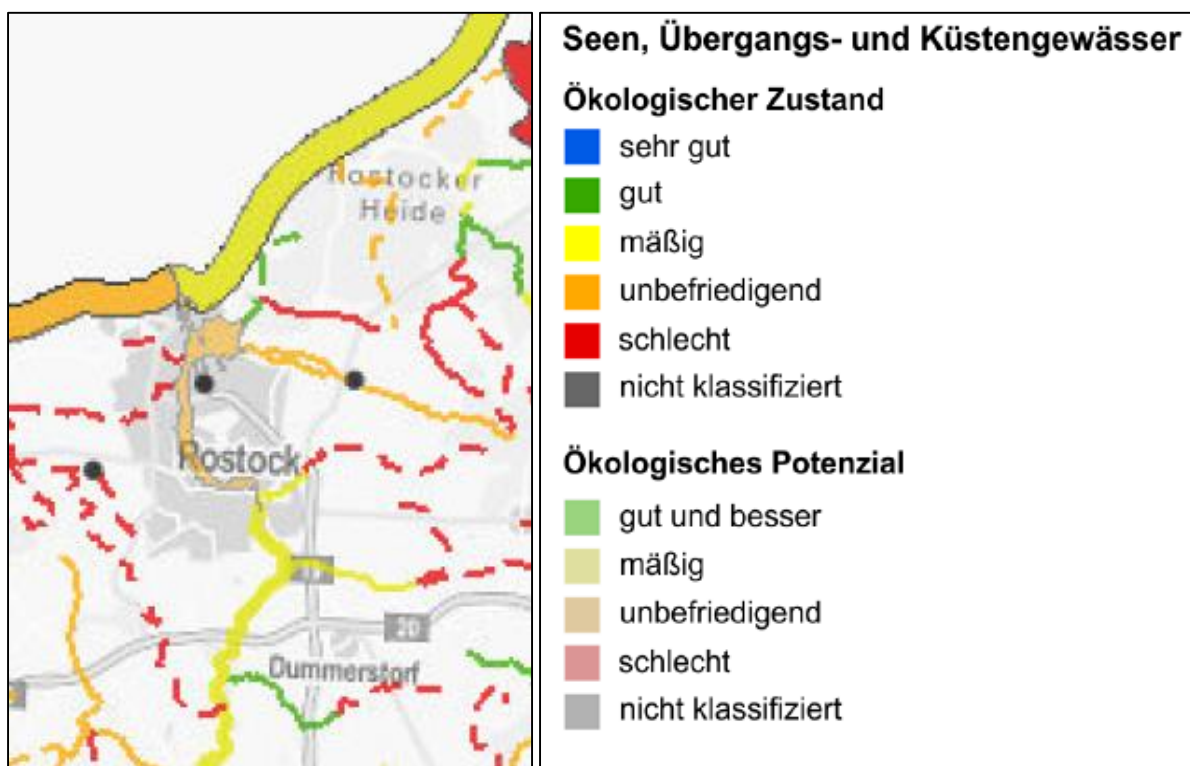 Rostocker
Heide
Rostock
20
Dummerstorf
Seen, Übergangs- und Küstengewässer
Ökologischer Zustand
sehr gut
gut
mäßig
unbefriedigend
schlecht
nicht klassifiziert
Ökologisches Potenzial
gut und besser
mäßig
unbefriedigend
schlecht
nicht klassifiziert